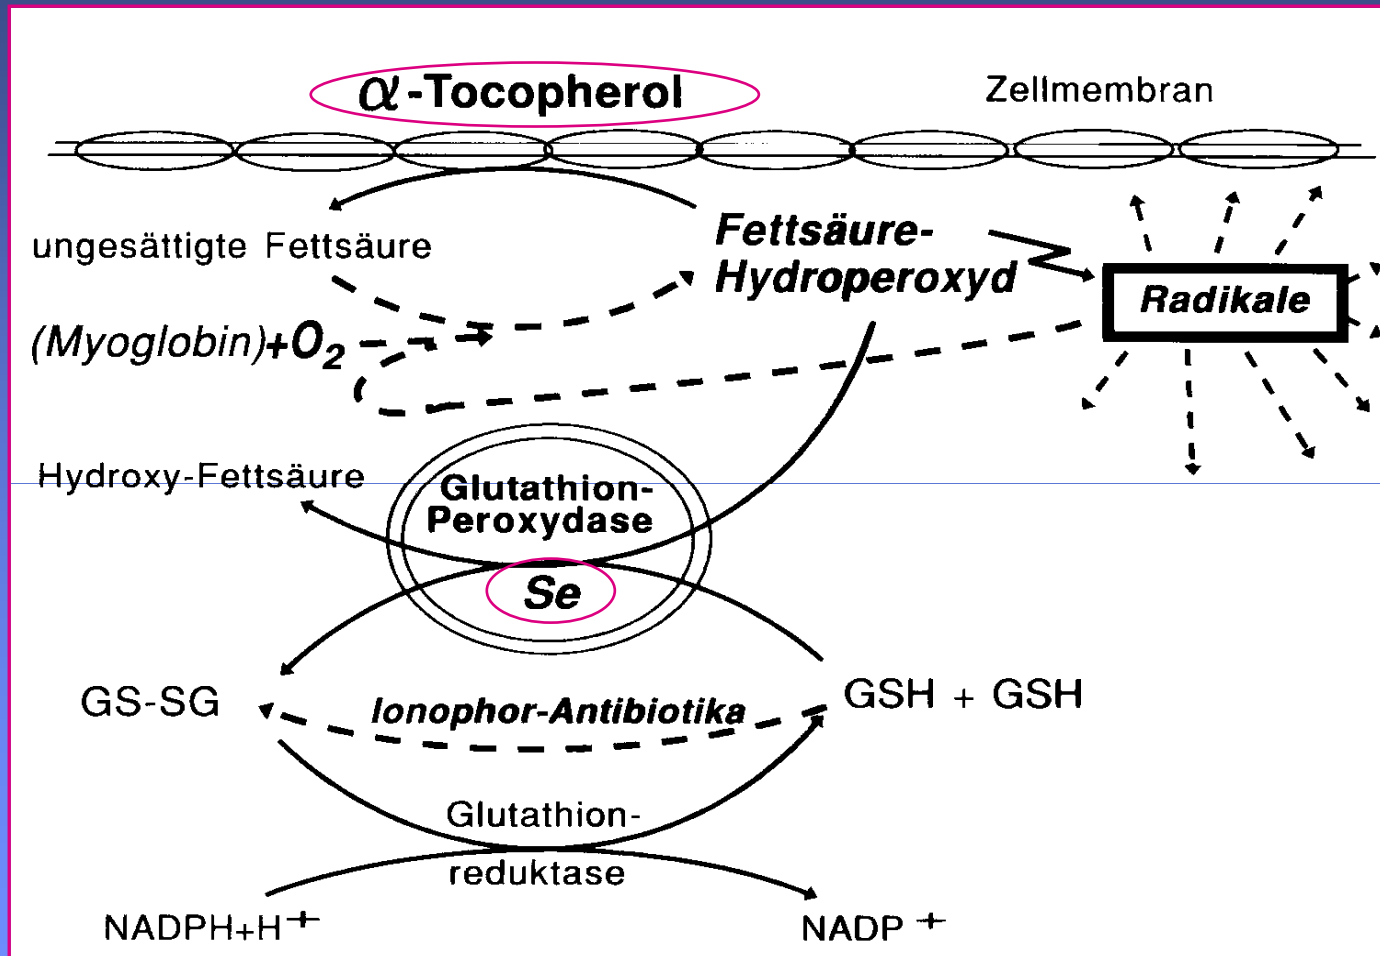 α-Tocopherol
Zellmembran
ungesättigte Fettsäure
Fettsäure-
Hydroperoxyd
Radikale
(Myoglobin)+O₂
Hydroxy-Fettsäure
Glutathion-
Peroxydase
Se
GS-SG
Ionophor-Antibiotika
GSH + GSH
Glutathion-
reduktase
NADPH+H⁺
NADP⁺